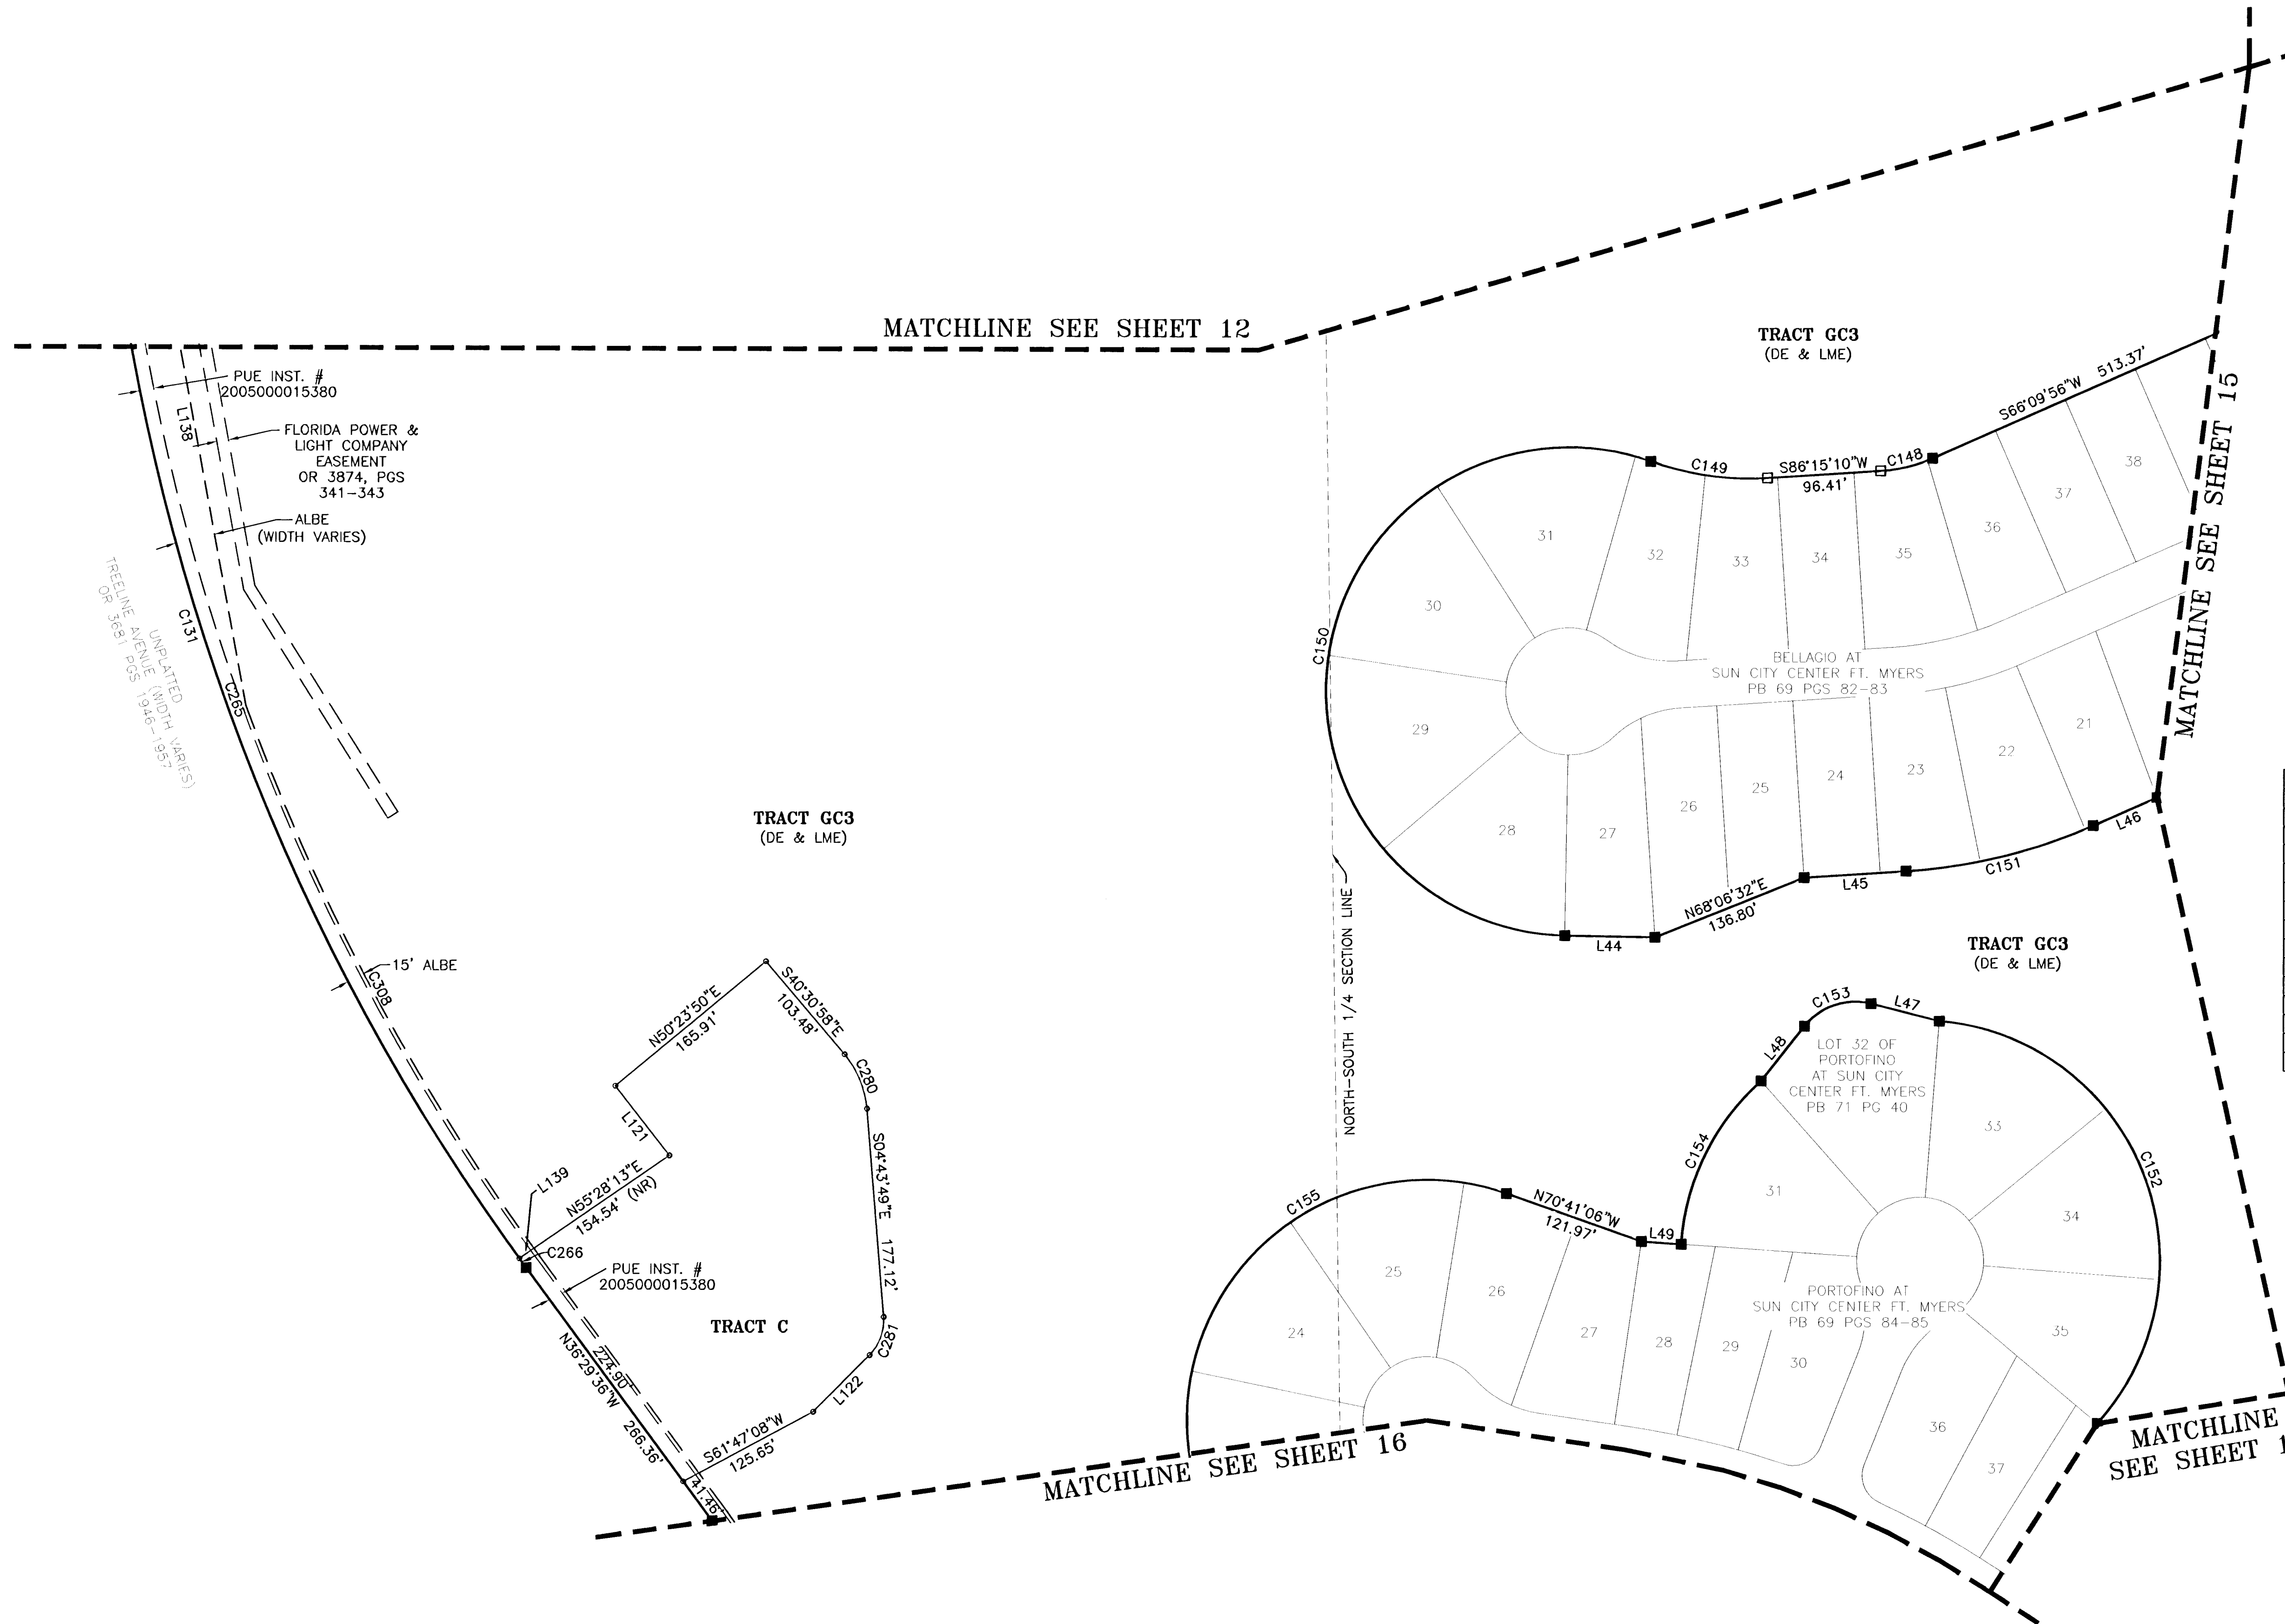 MATCHLINE SEE SHEET 12
TRACT GC3
(DE & LME)
MATCHLINE SEE SHEET 15
PUE INST. #
2005000015380
L138
FLORIDA POWER &
LIGHT COMPANY
EASEMENT
OR 3874, PGS
341-343
ALBE
(WIDTH VARIES)
UNPLATTED
TREELINE AVENUE (WIDTH VARIES)
OR 3681 PGS 1946-1957
C131
C265
C308
15' ALBE
TRACT GC3
(DE & LME)
S66°09'56"W 513.37'
C148
S86°15'10"W
96.41'
C149
C150
38
37
36
35
34
33
32
31
30
29
28
27
26
25
24
23
22
21
BELLAGIO AT
SUN CITY CENTER FT. MYERS
PB 69 PGS 82-83
L44
N68°06'32"E
136.80'
L45
C151
L46
NORTH-SOUTH 1/4 SECTION LINE
TRACT GC3
(DE & LME)
N50°23'50"E
165.91'
S40°30'58"E
103.48'
C280
L121
S04°43'49"E 177.12'
L139
N55°28'13"E
154.54' (NR)
C266
PUE INST. #
2005000015380
TRACT C
C281
L122
S61°47'08"W
125.65'
224.90'
N36°29'36"W 266.36'
41.46'
C153
L47
L48
LOT 32 OF
PORTOFINO
AT SUN CITY
CENTER FT. MYERS
PB 71 PG 40
C154
C152
C155
N70°41'06"W
121.97'
L49
31
33
34
35
36
37
24
25
26
27
28
29
30
PORTOFINO AT
SUN CITY CENTER FT. MYERS
PB 69 PGS 84-85
MATCHLINE SEE SHEET 16
MATCHLINE
SEE SHEET